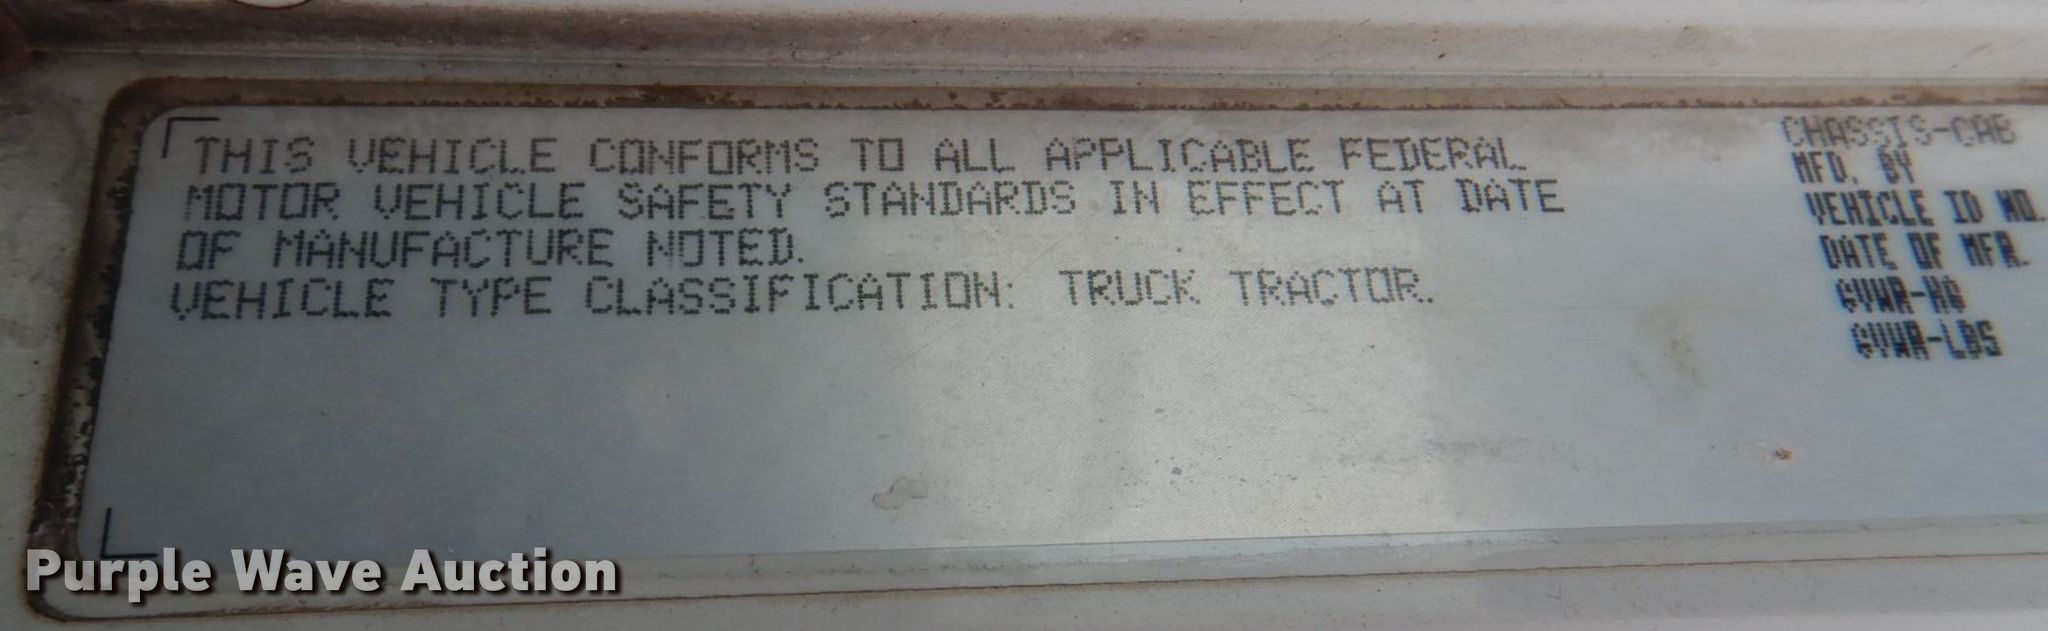 THIS VEHICLE CONFORMS TO ALL APPLICABLE FEDERAL
MOTOR VEHICLE SAFETY STANDARDS IN EFFECT AT DATE
OF MANUFACTURE NOTED.
VEHICLE TYPE CLASSIFICATION: TRUCK TRACTOR.
CHASSIS-CAB
MFD. BY
VEHICLE ID NO.
DATE OF MFR.
GVWR-KG
GVWR-LBS
Purple Wave Auction